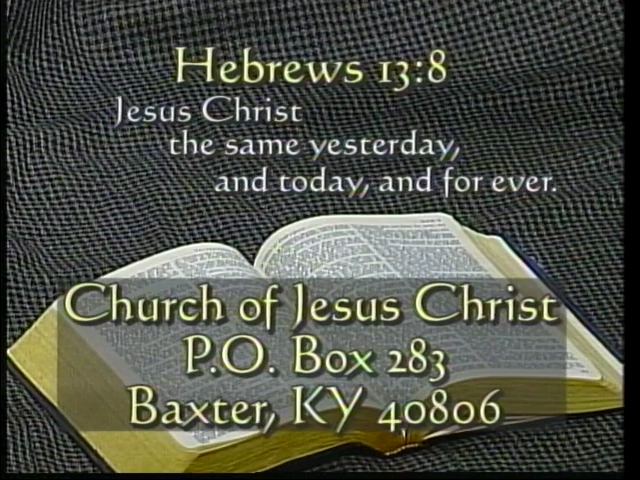 Hebrews 13:8
Jesus Christ
the same yesterday,
and today, and for ever.
Church of Jesus Christ
P.O. Box 283
Baxter, KY 40806